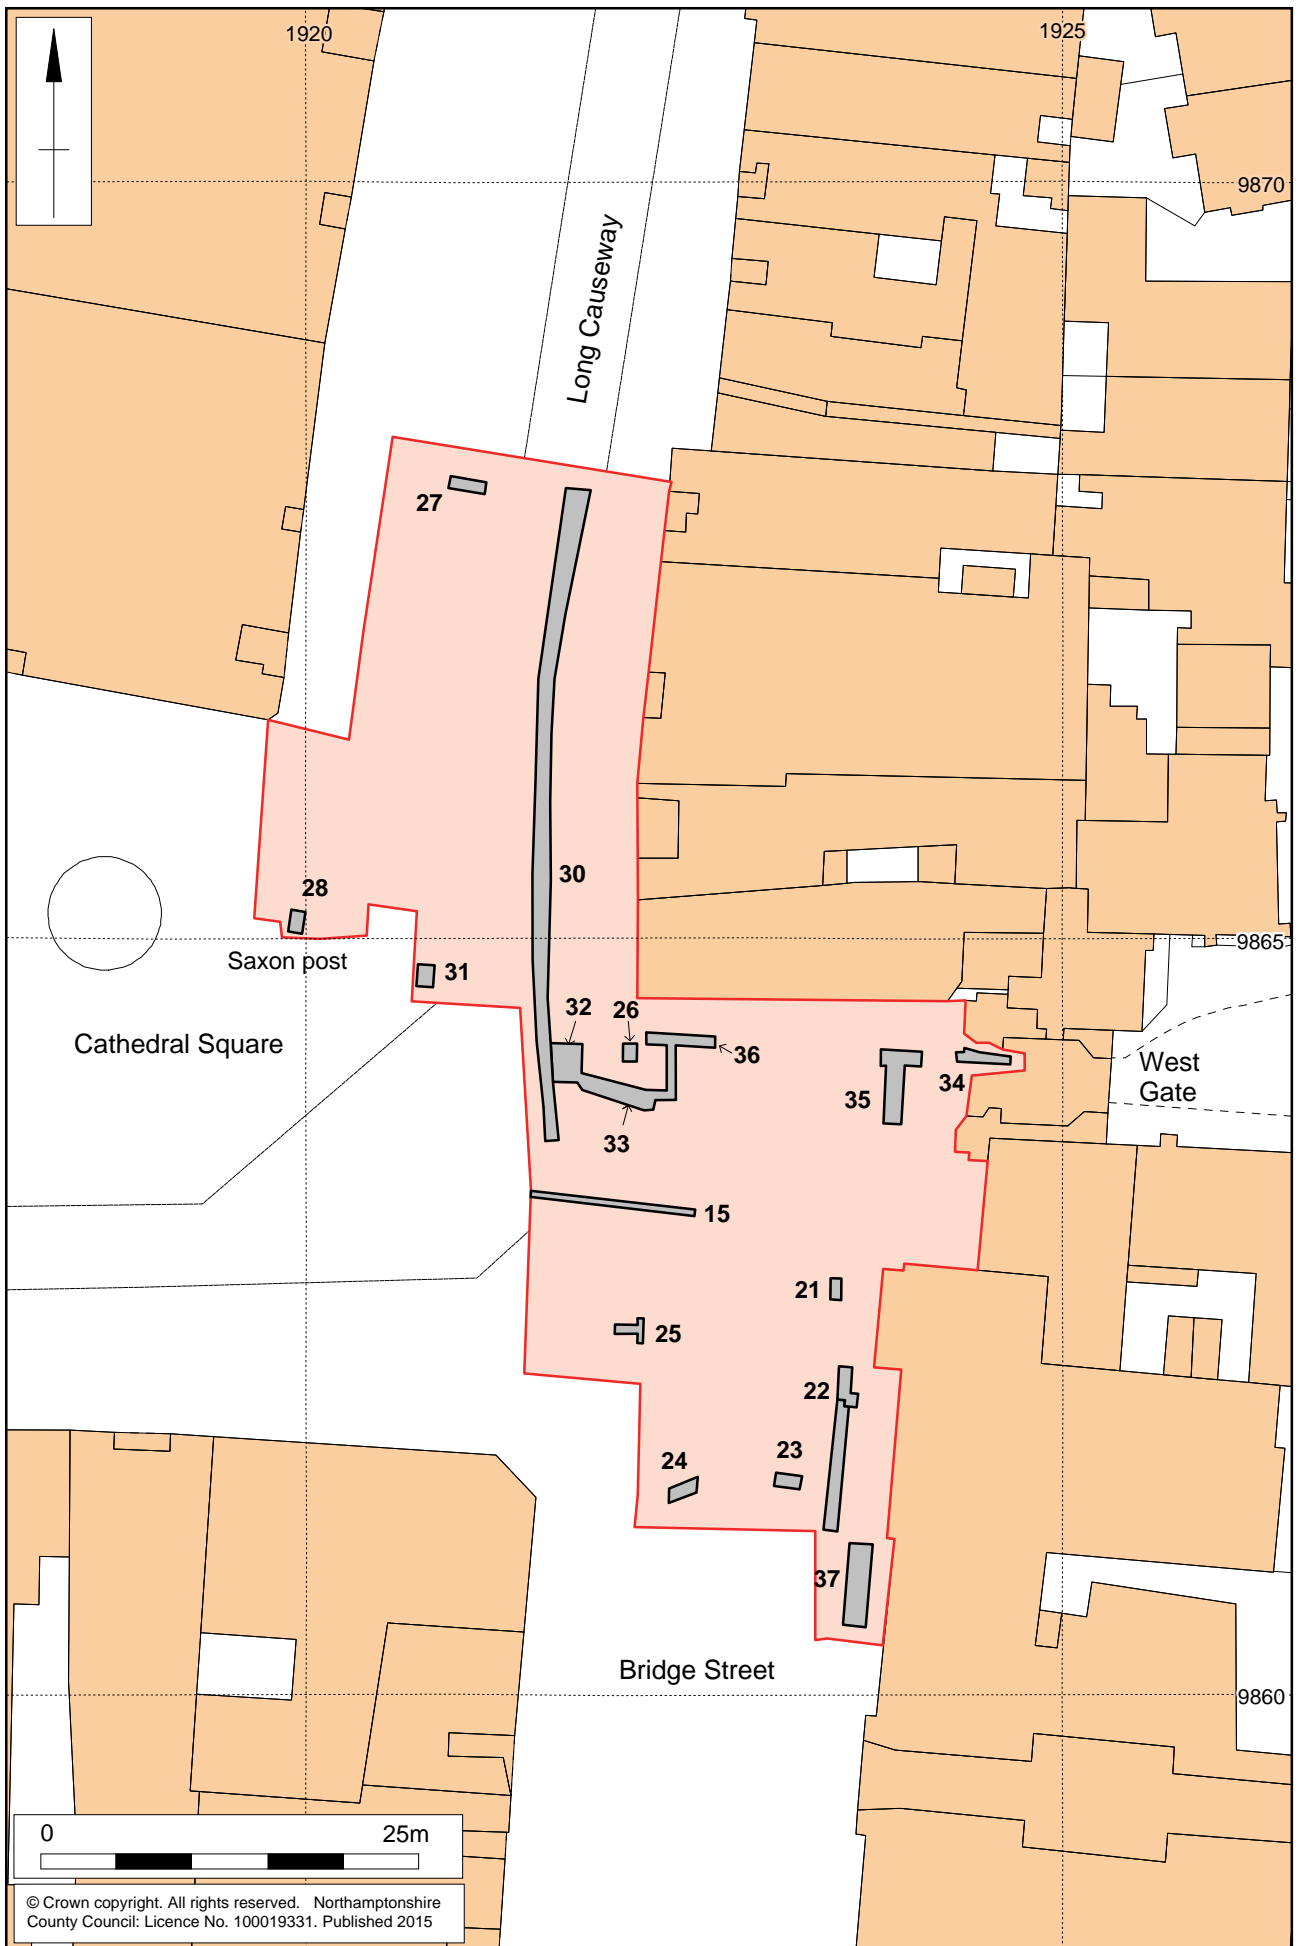 1920
1925
9870
Long Causeway
27
30
28
Saxon post
9865
31
Cathedral Square
32
26
36
West
Gate
34
35
33
15
21
25
22
23
24
37
Bridge Street
9860
0
25m
© Crown copyright. All rights reserved. Northamptonshire
County Council: Licence No. 100019331. Published 2015